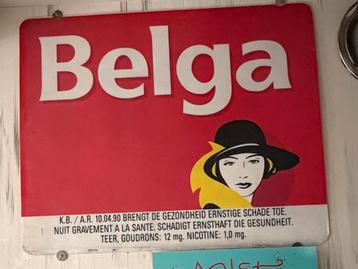 Belga
K.B. / A.R. 10.04.90 BRENGT DE GEZONDHEID ERNSTIGE SCHADE TOE.
NUIT GRAVEMENT A LA SANTE. SCHADIGT ERNSTHAFT DIE GESUNDHEIT.
TEER, GOUDRONS: 12 mg. NICOTINE: 1,0 mg.